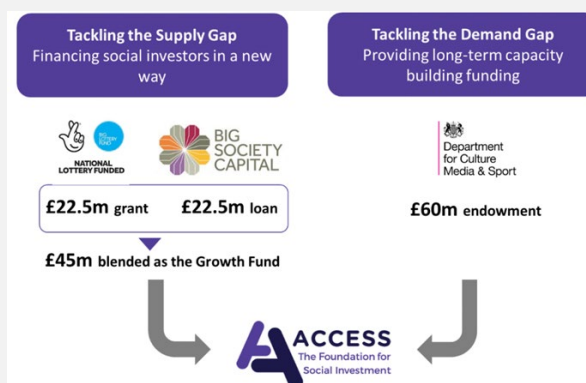 Tackling the Supply Gap
Financing social investors in a new
way
Tackling the Demand Gap
Providing long-term capacity
building funding
BIG
LOTTERY
FUND
NATIONAL
LOTTERY FUNDED
BIG
SOCIETY
CAPITAL
Department
for Culture
Media & Sport
£22.5m grant
£22.5m loan
£60m endowment
£45m blended as the Growth Fund
ACCESS
The Foundation for
Social Investment